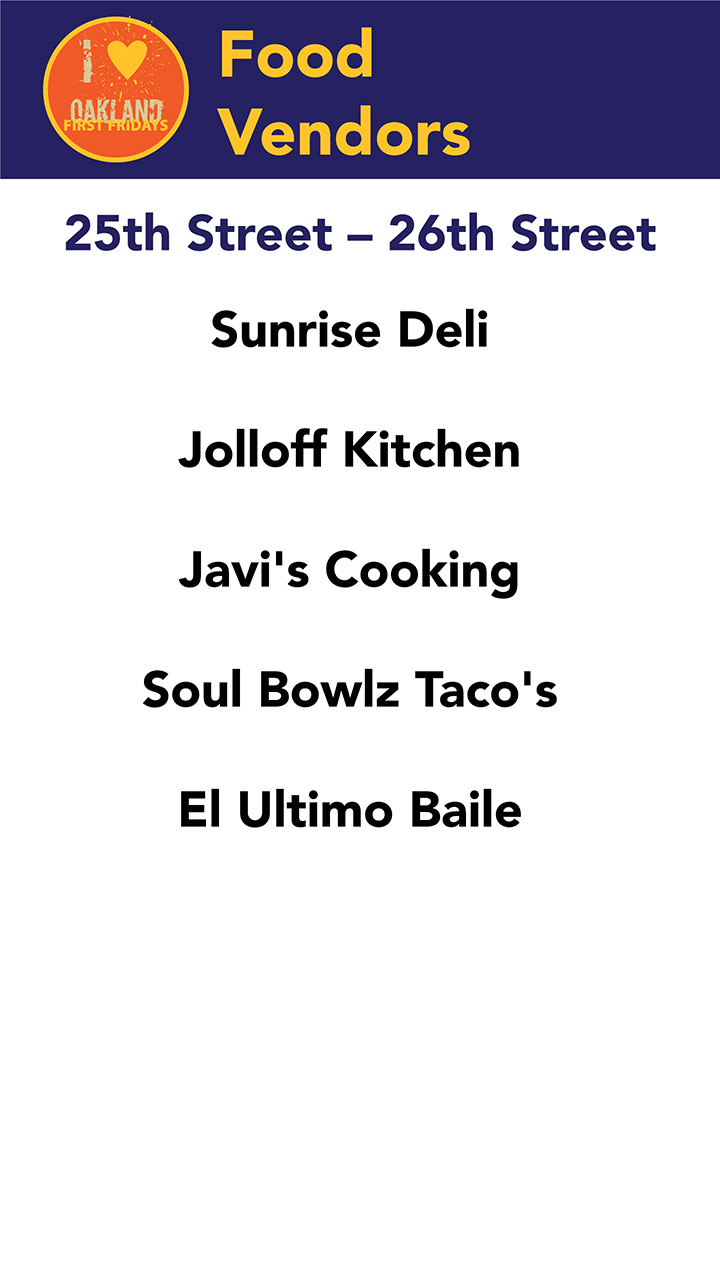 I
OAKLAND
FIRST FRIDAYS
Food
Vendors
25th Street – 26th Street
Sunrise Deli
Jolloff Kitchen
Javi's Cooking
Soul Bowlz Taco's
El Ultimo Baile